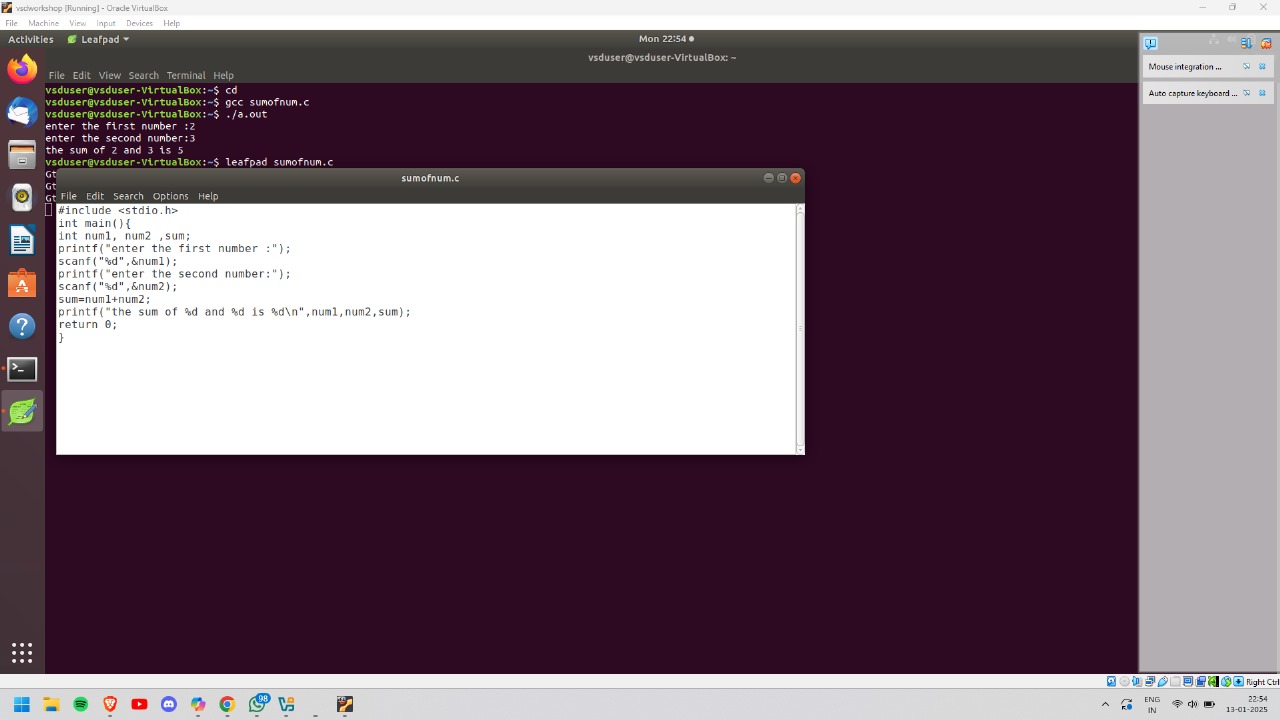 vsdworkshop [Running] - Oracle VirtualBox
File Machine View Input Devices Help
Activities Leafpad Mon 22:54
vsduser@vsduser-VirtualBox: ~
File Edit View Search Terminal Help
vsduser@vsduser-VirtualBox:~$ cd
vsduser@vsduser-VirtualBox:~$ gcc sumofnum.c
vsduser@vsduser-VirtualBox:~$ ./a.out
enter the first number :2
enter the second number:3
the sum of 2 and 3 is 5
vsduser@vsduser-VirtualBox:~$ leafpad sumofnum.c
Gt
Gt
Gt
sumofnum.c
File Edit Search Options Help
#include <stdio.h>
int main(){
int num1, num2 ,sum;
printf("enter the first number :");
scanf("%d",&num1);
printf("enter the second number:");
scanf("%d",&num2);
sum=num1+num2;
printf("the sum of %d and %d is %d\n",num1,num2,sum);
return 0;
}
Mouse integration ...
Auto capture keyboard ...
Right Ctrl
98
ENG
IN
22:54
13-01-2025